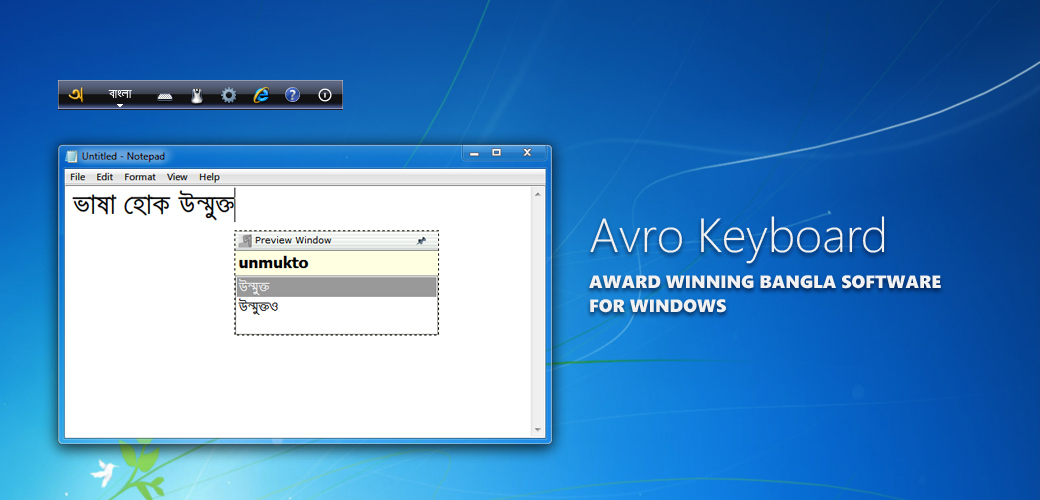 অ বাংলা
Untitled - Notepad
File Edit Format View Help
ভাষা হোক উন্মুক্ত
Preview Window
unmukto
উন্মুক্ত
উন্মুক্তও
Avro Keyboard
AWARD WINNING BANGLA SOFTWARE
FOR WINDOWS